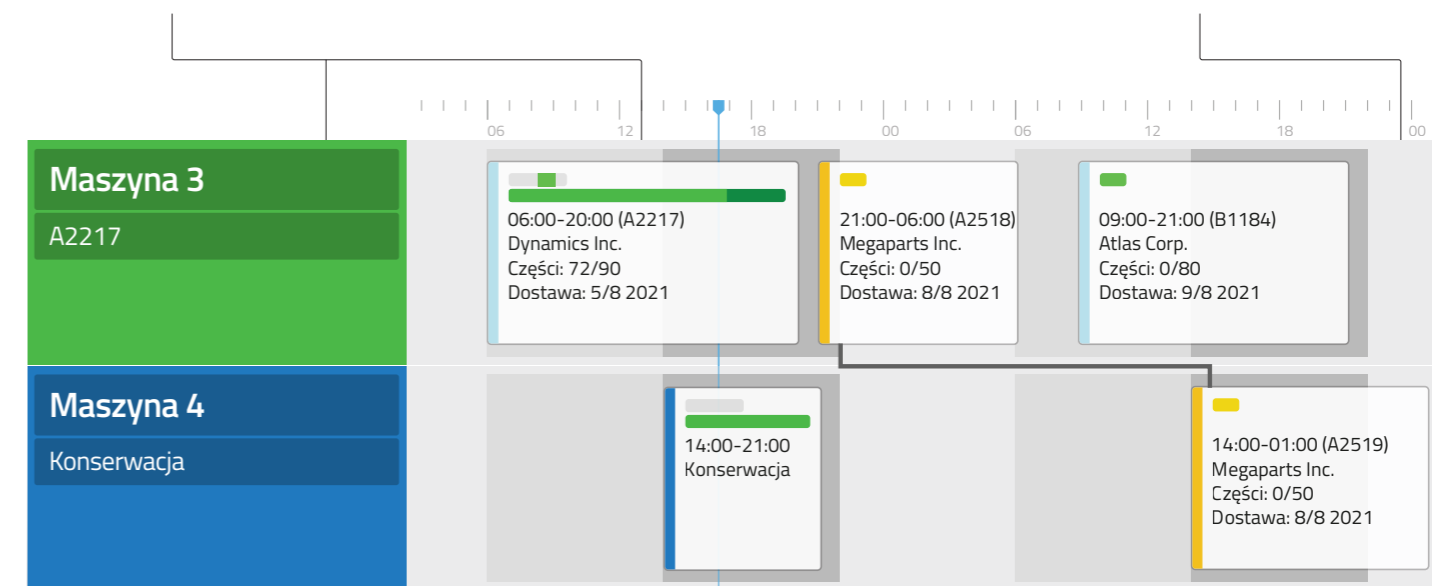 06 12 18 00 06 12 18 00
Maszyna 3
A2217
06:00-20:00 (A2217)
Dynamics Inc.
Części: 72/90
Dostawa: 5/8 2021
21:00-06:00 (A2518)
Megaparts Inc.
Części: 0/50
Dostawa: 8/8 2021
09:00-21:00 (B1184)
Atlas Corp.
Części: 0/80
Dostawa: 9/8 2021
Maszyna 4
Konserwacja
14:00-21:00
Konserwacja
14:00-01:00 (A2519)
Megaparts Inc.
Części: 0/50
Dostawa: 8/8 2021